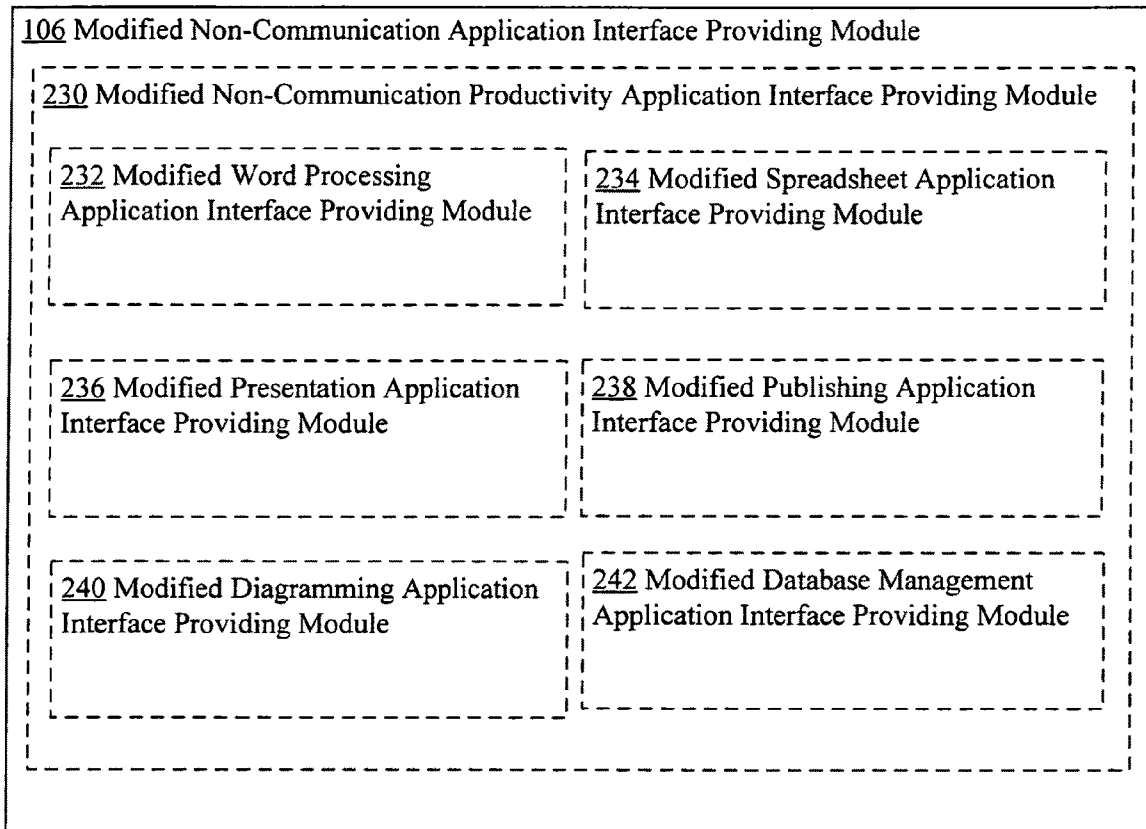 106 Modified Non-Communication Application Interface Providing Module
230 Modified Non-Communication Productivity Application Interface Providing Module
232 Modified Word Processing
Application Interface Providing Module
234 Modified Spreadsheet Application
Interface Providing Module
236 Modified Presentation Application
Interface Providing Module
238 Modified Publishing Application
Interface Providing Module
240 Modified Diagramming Application
Interface Providing Module
242 Modified Database Management
Application Interface Providing Module